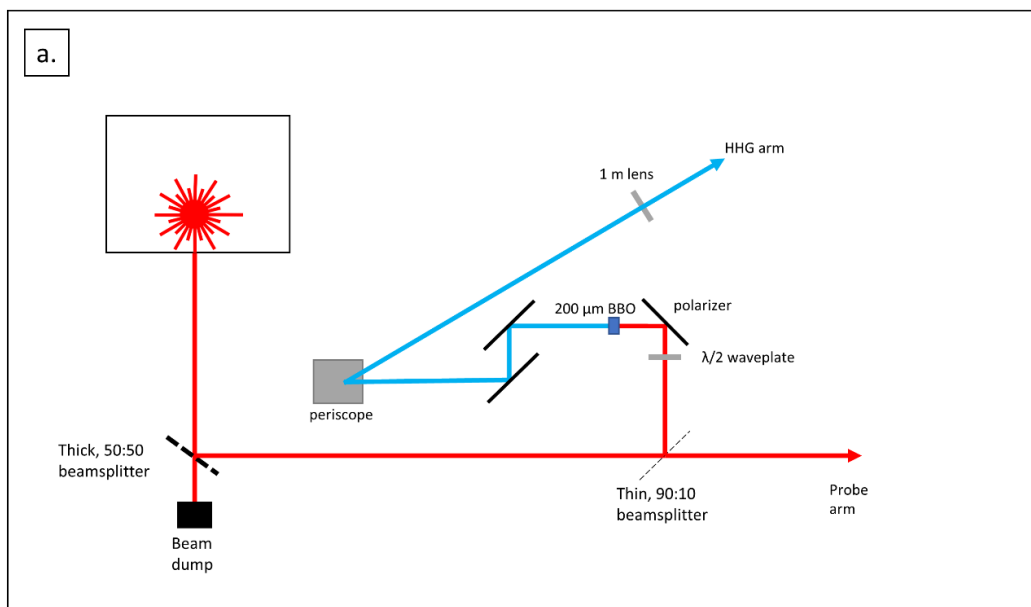 a.
HHG arm
1 m lens
200 µm BBO
polarizer
λ/2 waveplate
periscope
Thick, 50:50
beamsplitter
Thin, 90:10
beamsplitter
Probe
arm
Beam
dump